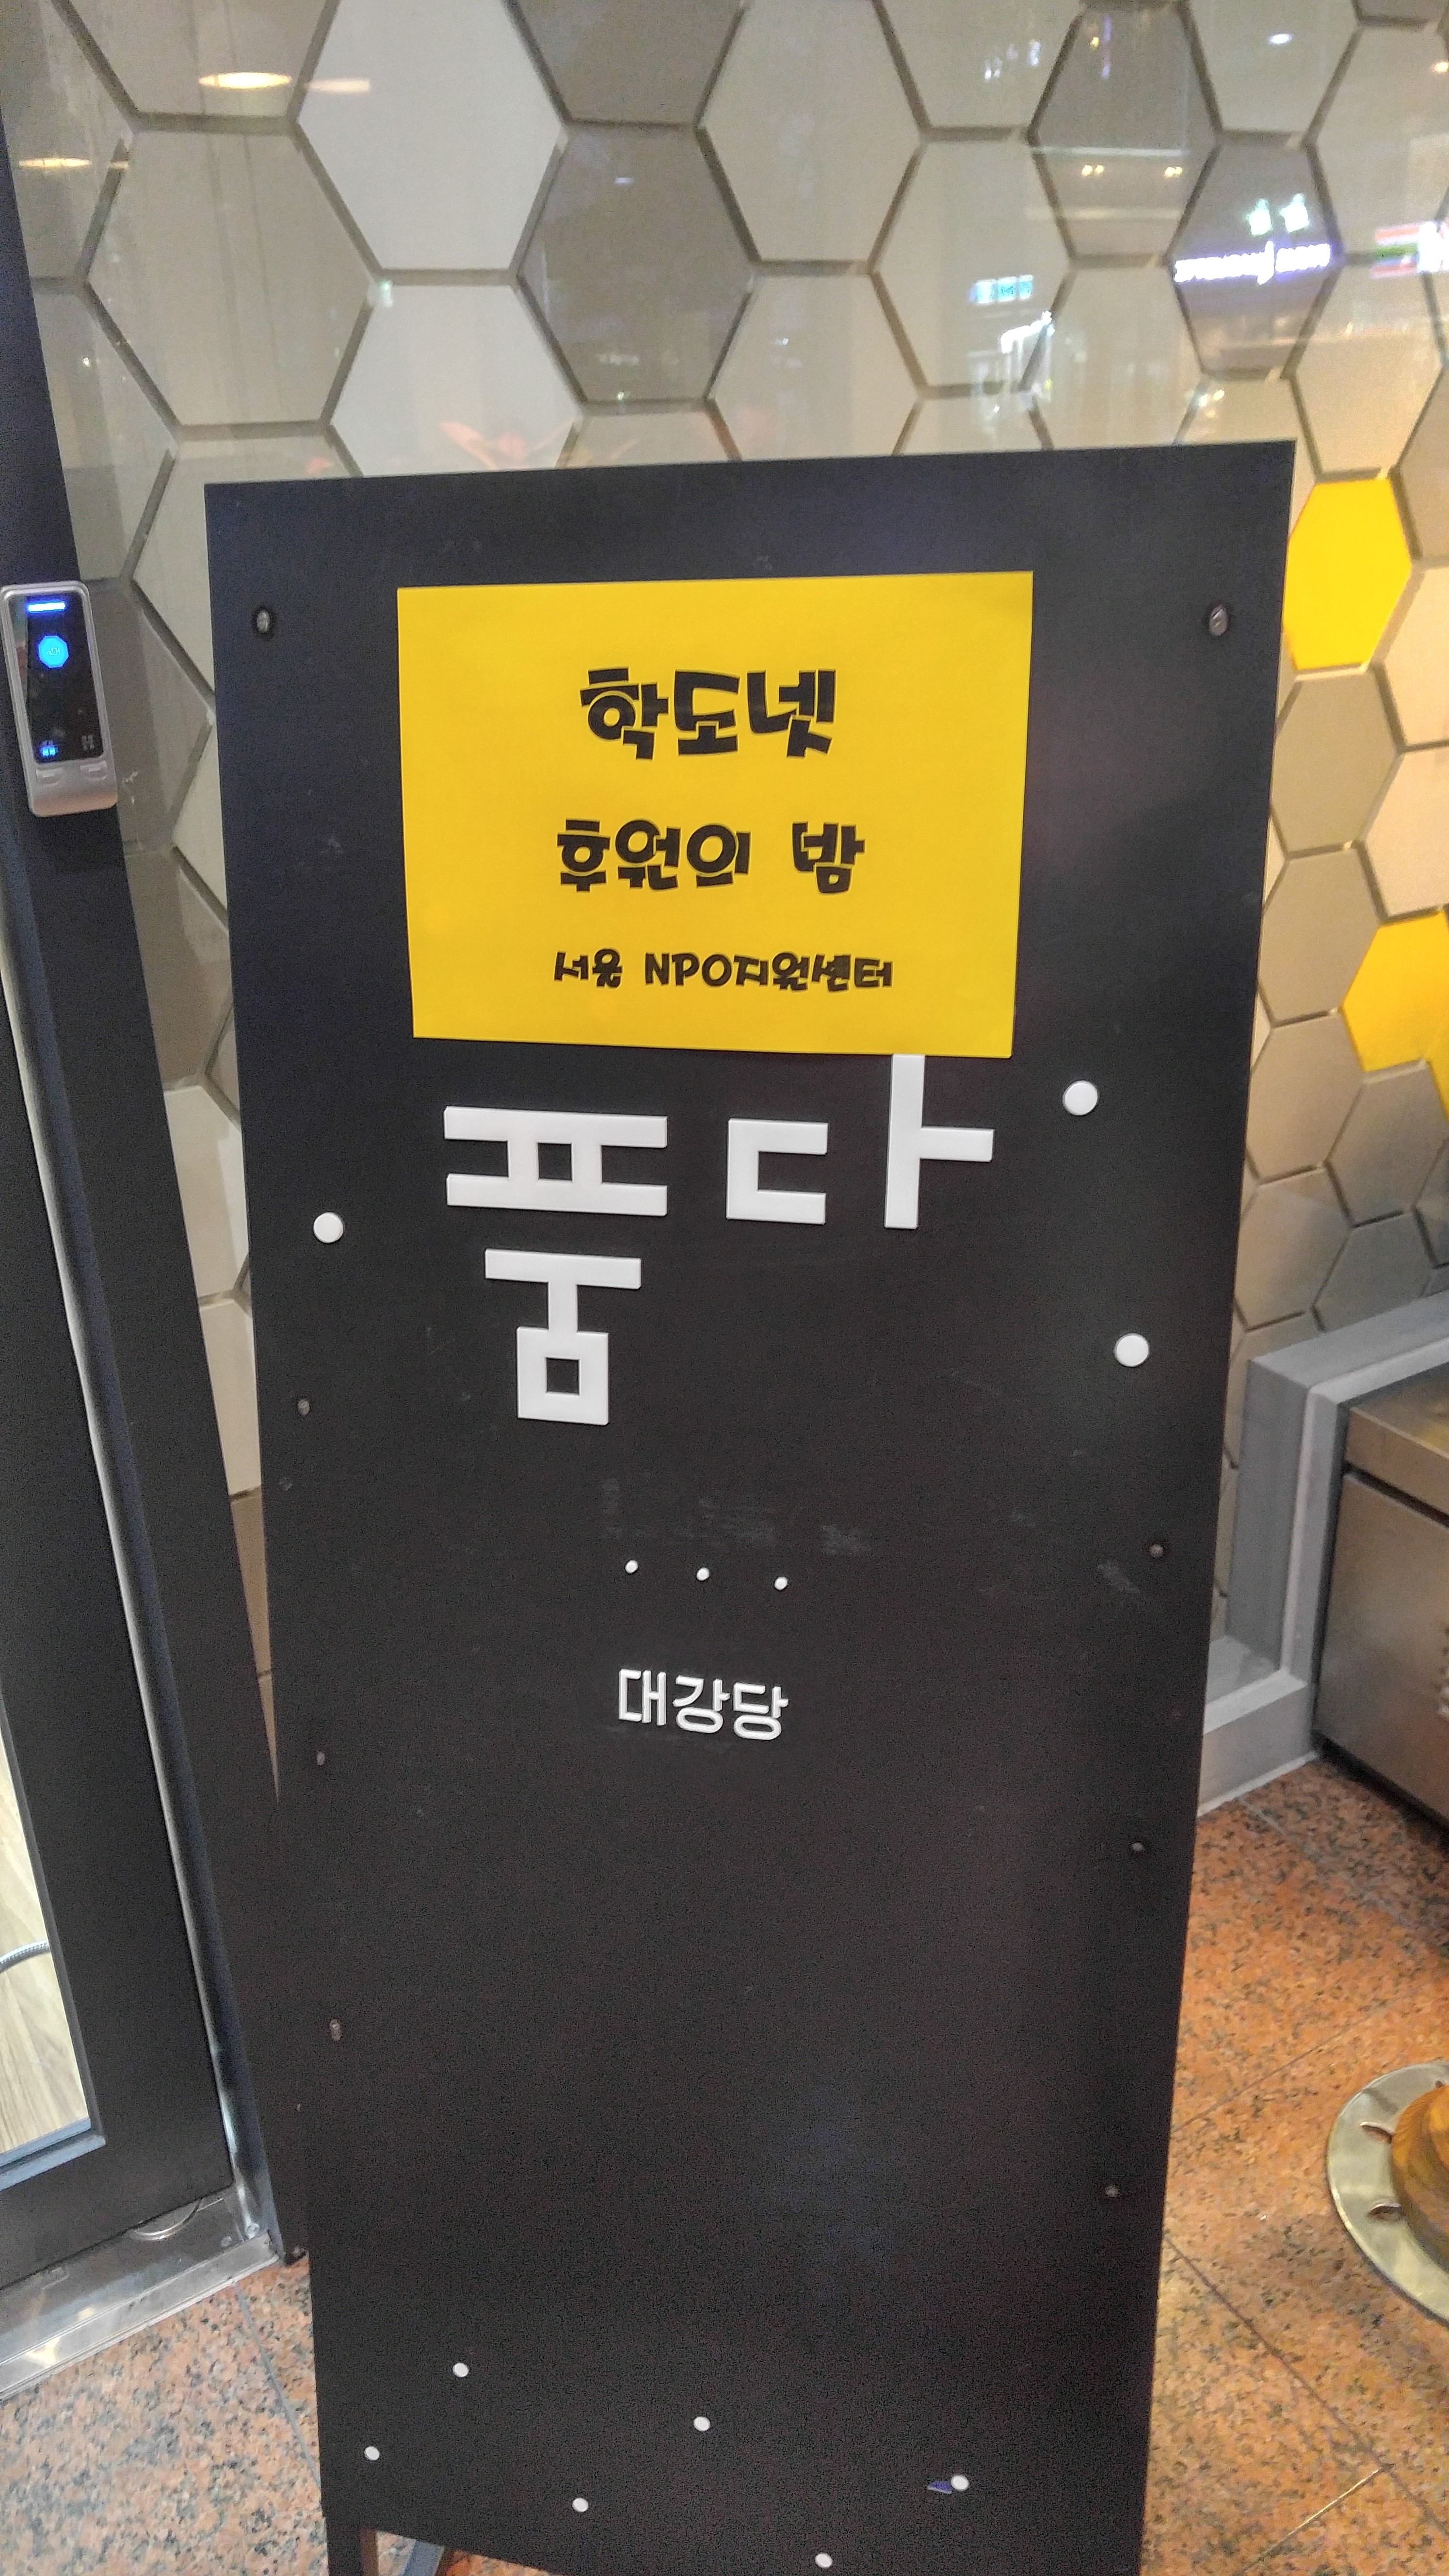 학도넷
후원의 밤
서울 NPO지원센터
품다
대강당